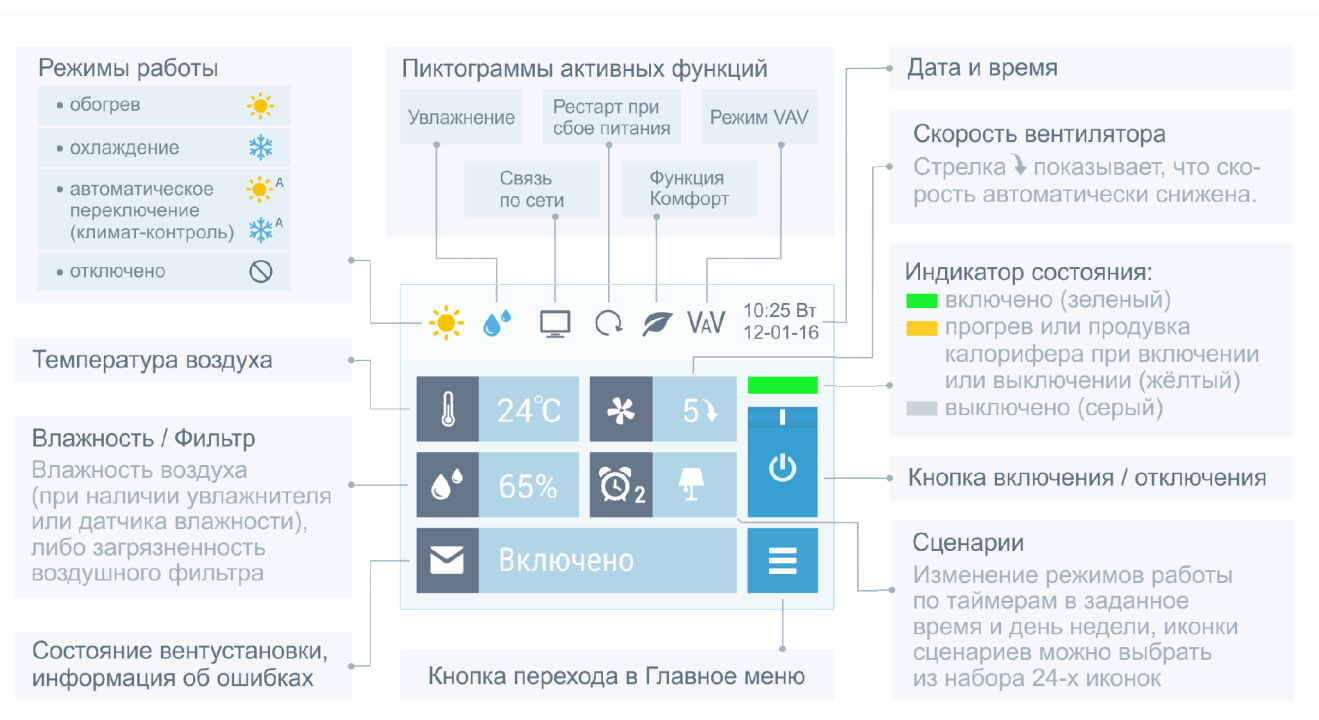 Режимы работы
• обогрев
• охлаждение
• автоматическое A
переключение
(климат-контроль) A
• отключено
Пиктограммы активных функций
Увлажнение
Рестарт при
сбое питания
Режим VAV
Связь
по сети
Функция
Комфорт
Дата и время
Скорость вентилятора
Стрелка показывает, что ско-
рость автоматически снижена.
Индикатор состояния:
включено (зеленый)
прогрев или продувка
калорифера при включении
или выключении (жёлтый)
выключено (серый)
Кнопка включения / отключения
Сценарии
Изменение режимов работы
по таймерам в заданное
время и день недели, иконки
сценариев можно выбрать
из набора 24-х иконок
Температура воздуха
Влажность / Фильтр
Влажность воздуха
(при наличии увлажнителя
или датчика влажности),
либо загрязненность
воздушного фильтра
Состояние вентустановки,
информация об ошибках
VAV
10:25 Вт
12-01-16
24°C
5
65%
2
Включено
Кнопка перехода в Главное меню